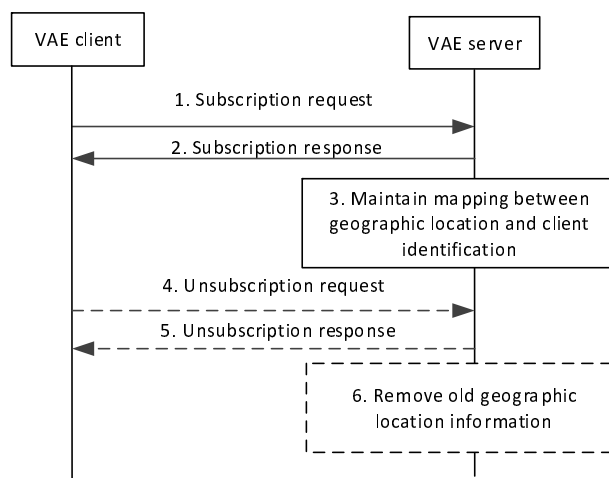 VAE client
VAE server
1. Subscription request
2. Subscription response
3. Maintain mapping between
geographic location and client
identification
4. Unsubscription request
5. Unsubscription response
6. Remove old geographic
location information